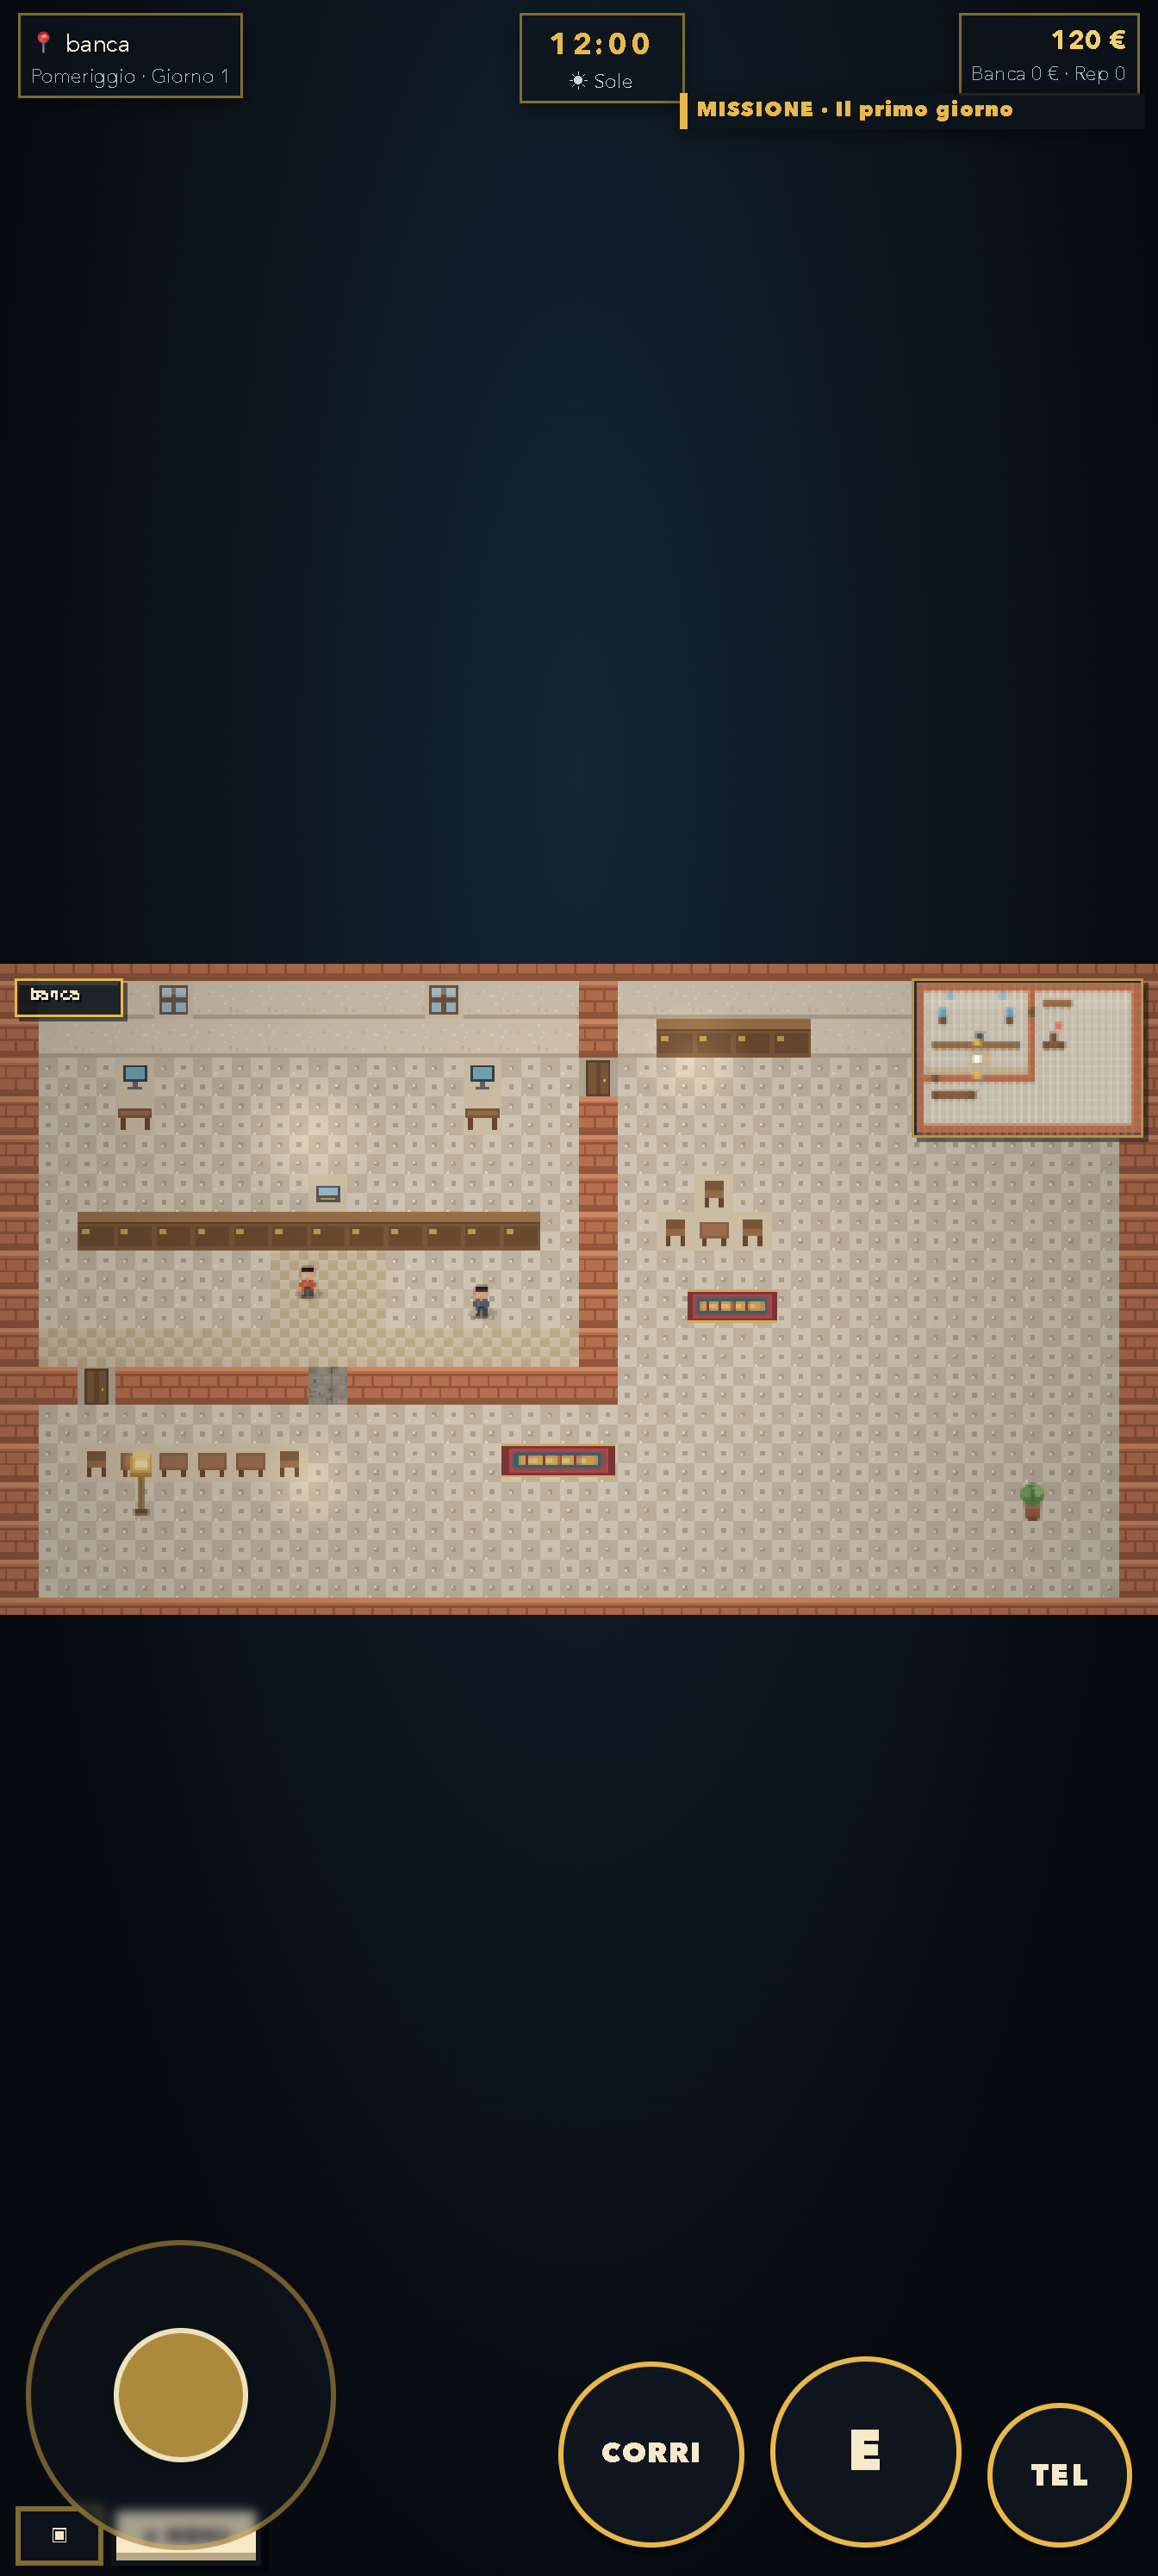 banca
Pomeriggio · Giorno 1
12:00
Sole
120 €
Banca 0 € · Rep 0
MISSIONE · Il primo giorno
banca
CORRI
E
TEL